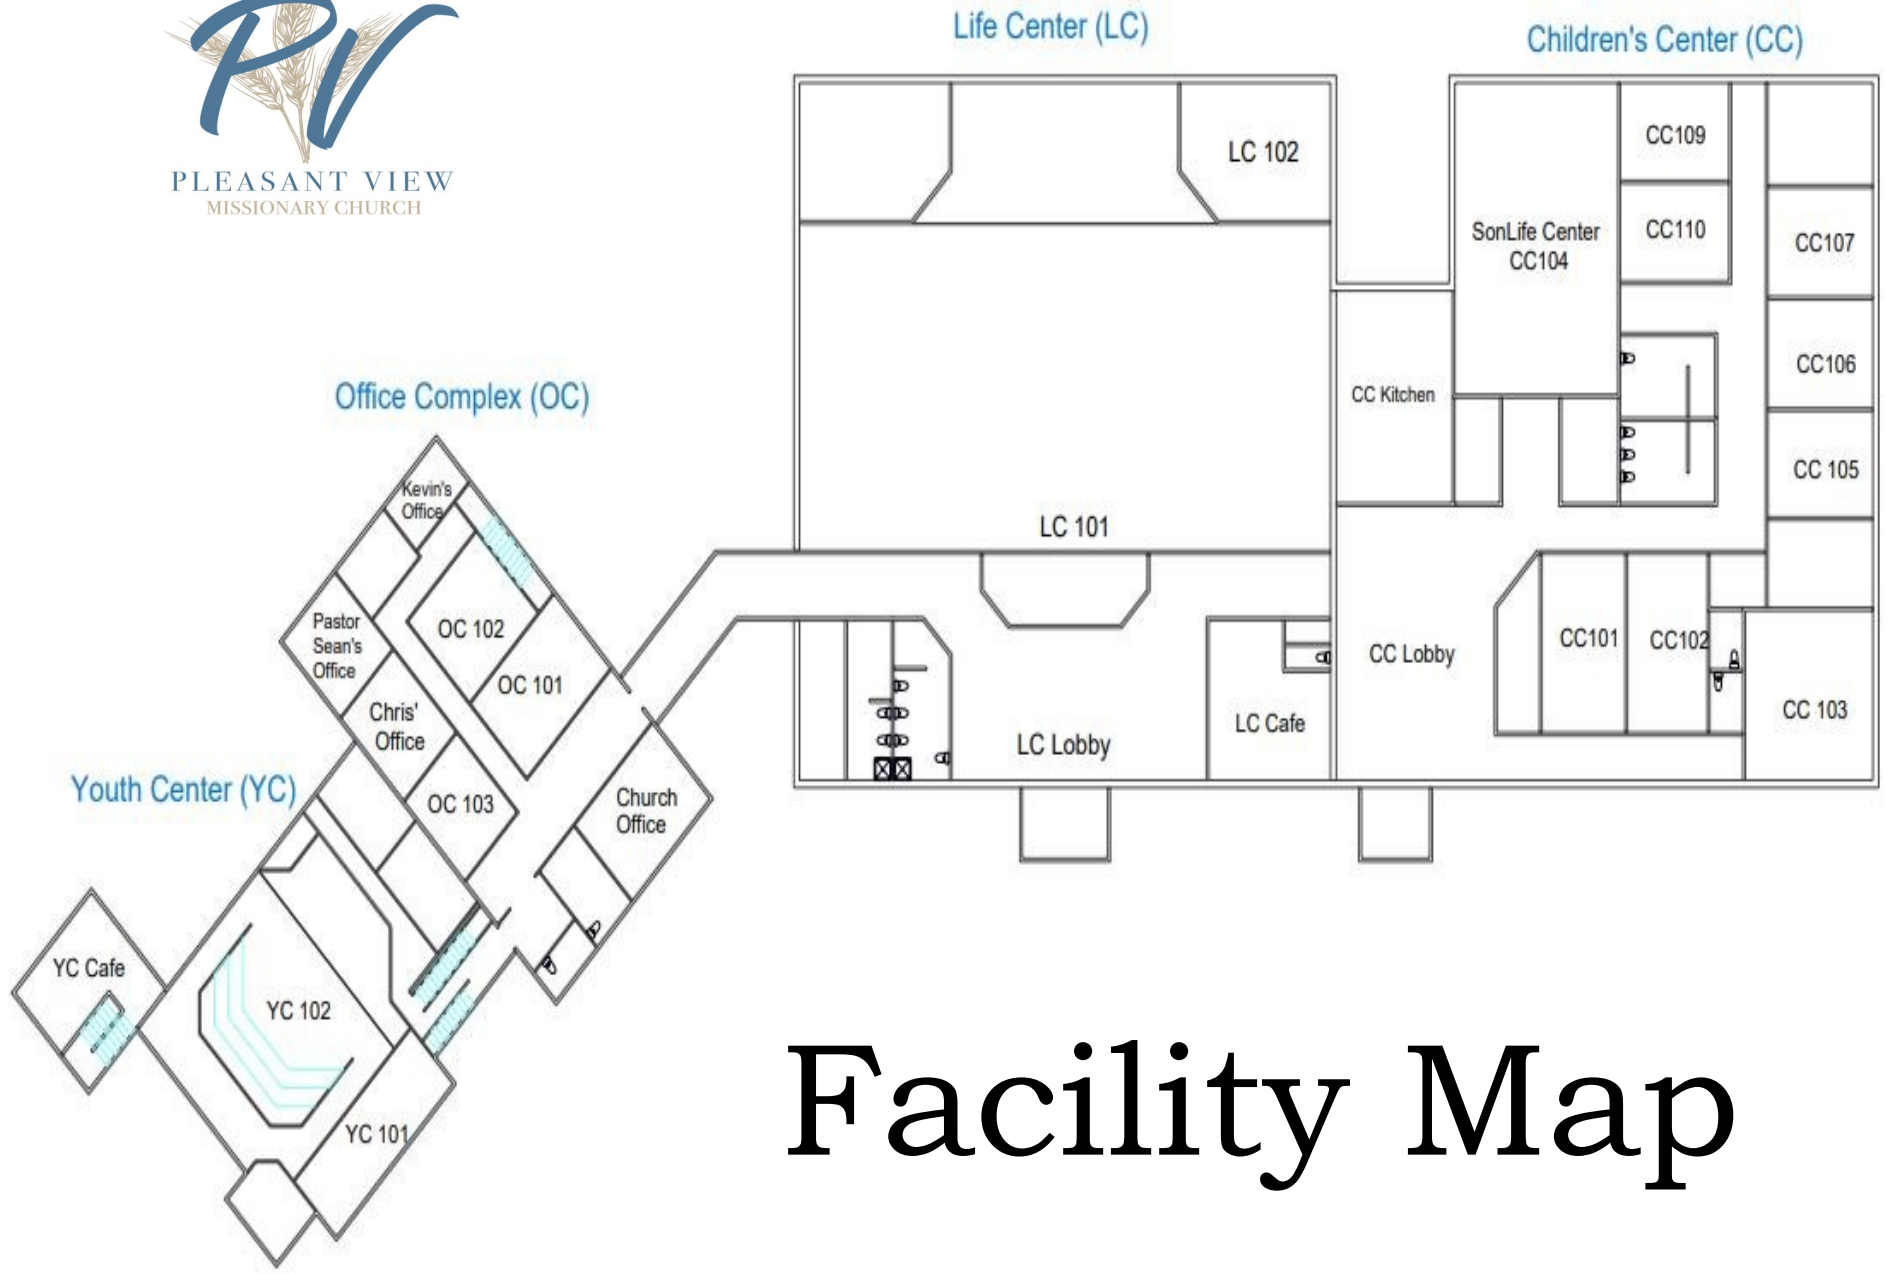 PV
PLEASANT VIEW
MISSIONARY CHURCH
Life Center (LC)
Children's Center (CC)
LC 102
CC109
SonLife Center
CC104
CC110
CC107
CC106
CC Kitchen
CC 105
LC 101
Office Complex (OC)
Kevin's
Office
Pastor
Sean's
Office
OC 102
OC 101
Chris'
Office
OC 103
Church
Office
LC Lobby
LC Cafe
CC Lobby
CC101
CC102
CC 103
Youth Center (YC)
YC Cafe
YC 102
YC 101
Facility Map